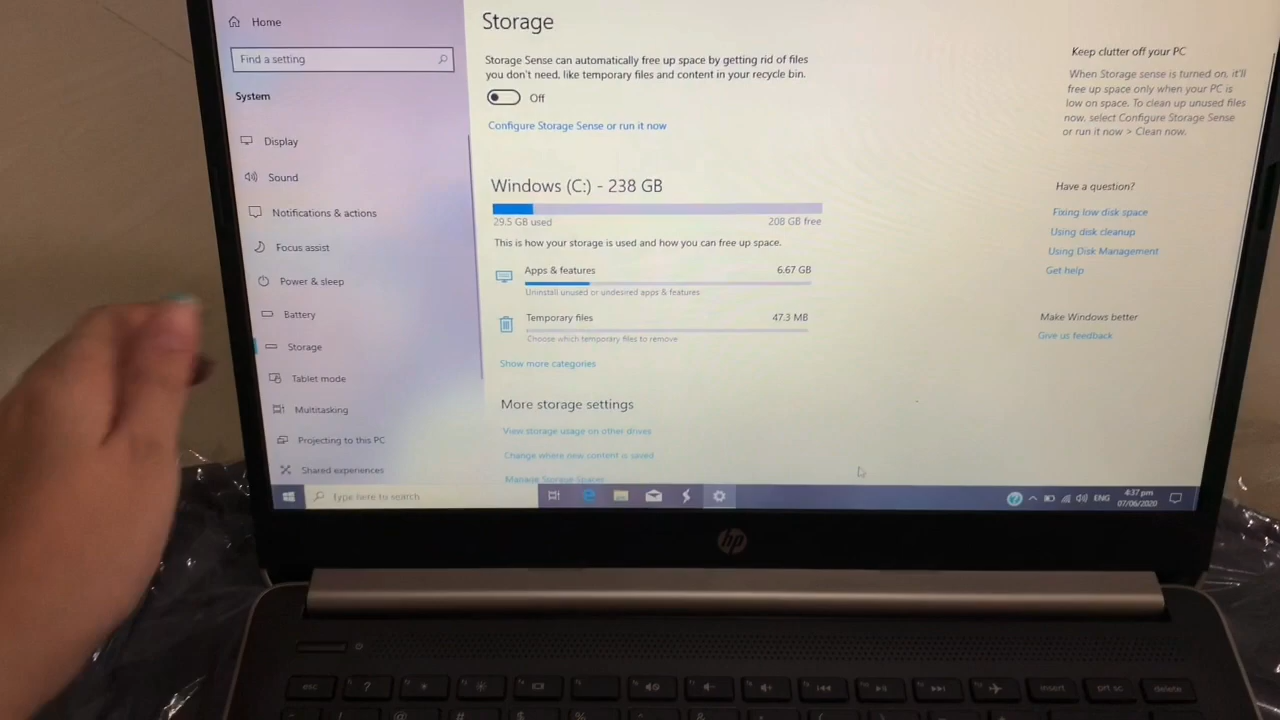 Home
Storage
Find a setting
System
Display
Sound
Notifications & actions
Focus assist
Power & sleep
Battery
Storage
Tablet mode
Multitasking
Projecting to this PC
Shared experiences
Storage Sense can automatically free up space by getting rid of files
you don't need, like temporary files and content in your recycle bin.
Off
Configure Storage Sense or run it now
Windows (C:) - 238 GB
29.5 GB used
208 GB free
This is how your storage is used and how you can free up space.
Apps & features
6.67 GB
Uninstall unused or undesired apps & features
Temporary files
47.3 MB
Choose which temporary files to remove
Show more categories
More storage settings
View storage usage on other drives
Change where new content is saved
Manage Storage Spaces
Keep clutter off your PC
When Storage sense is turned on, it'll
free up space only when your PC is
low on space. To clean up unused files
now, select Configure Storage Sense
or run it now > Clean now.
Have a question?
Fixing low disk space
Using disk cleanup
Using Disk Management
Get help
Make Windows better
Give us feedback
Type here to search
ENG
4:37 pm
07/06/2020
hp
esc
?
insert
prt sc
delete
! @ # $ %